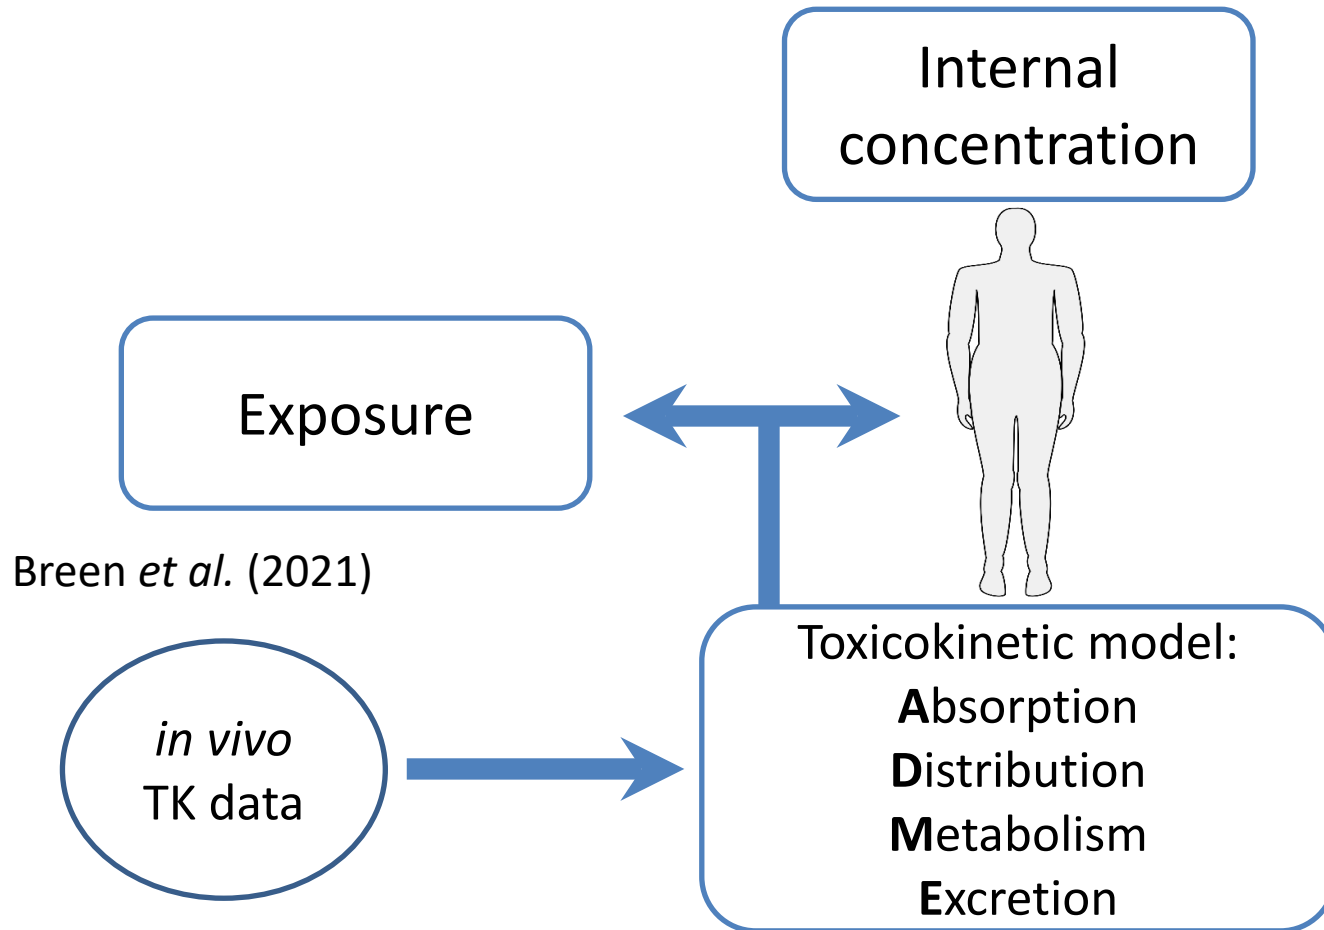 Internal
concentration
Exposure
Breen et al. (2021)
in vivo
TK data
Toxicokinetic model:
Absorption
Distribution
Metabolism
Excretion